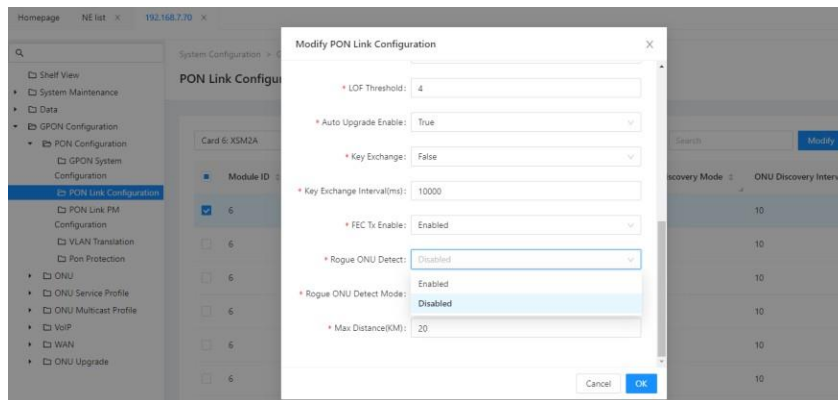 Homepage NE list × 192.168.7.70 ×
System Configuration >
PON Link Configu
Shelf View
System Maintenance
Data
GPON Configuration
PON Configuration
GPON System
Configuration
PON Link Configuration
PON Link PM
Configuration
VLAN Translation
Pon Protection
ONU
ONU Service Profile
ONU Multicast Profile
VoIP
WAN
ONU Upgrade
Card 6: XSM2A
Search
Modify
Module ID
scovery Mode
ONU Discovery Interv
6 10
6 10
6 10
6 10
6 10
6 10
Modify PON Link Configuration ×
* LOF Threshold: 4
* Auto Upgrade Enable: True
* Key Exchange: False
* Key Exchange Interval(ms): 10000
* FEC Tx Enable: Enabled
* Rogue ONU Detect: Disabled
Enabled
* Rogue ONU Detect Mode:
Disabled
* Max Distance(KM): 20
Cancel OK